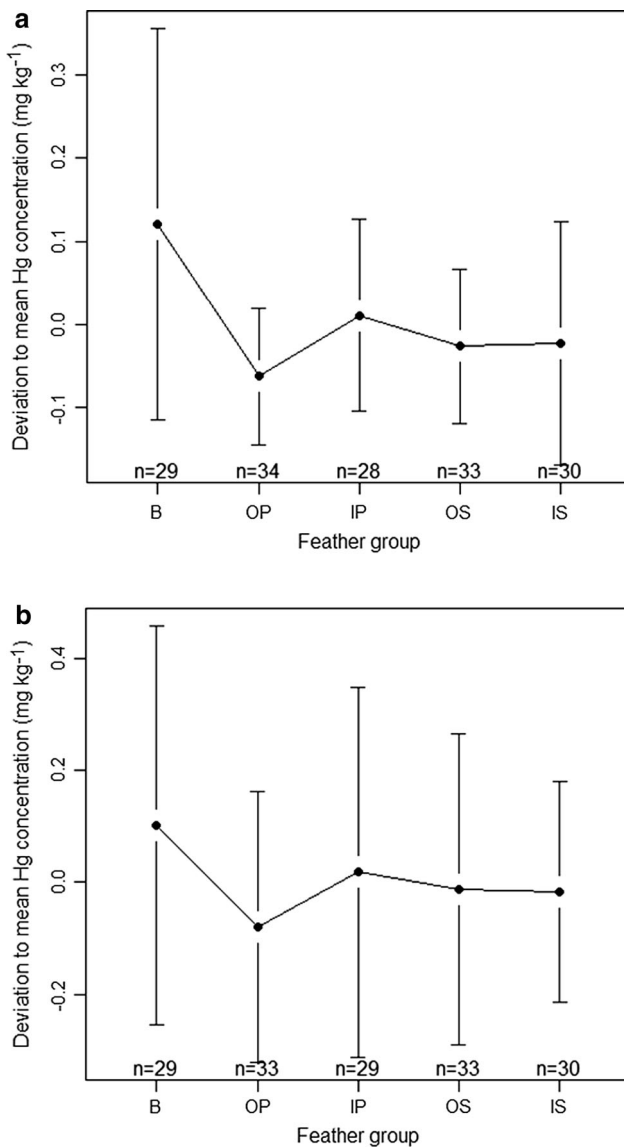 a
Deviation to mean Hg concentration (mg kg⁻¹)
0.3
0.2
0.1
0.0
-0.1
n=29 n=34 n=28 n=33 n=30
B OP IP OS IS
Feather group
b
Deviation to mean Hg concentration (mg kg⁻¹)
0.4
0.2
0.0
-0.2
n=29 n=33 n=29 n=33 n=30
B OP IP OS IS
Feather group